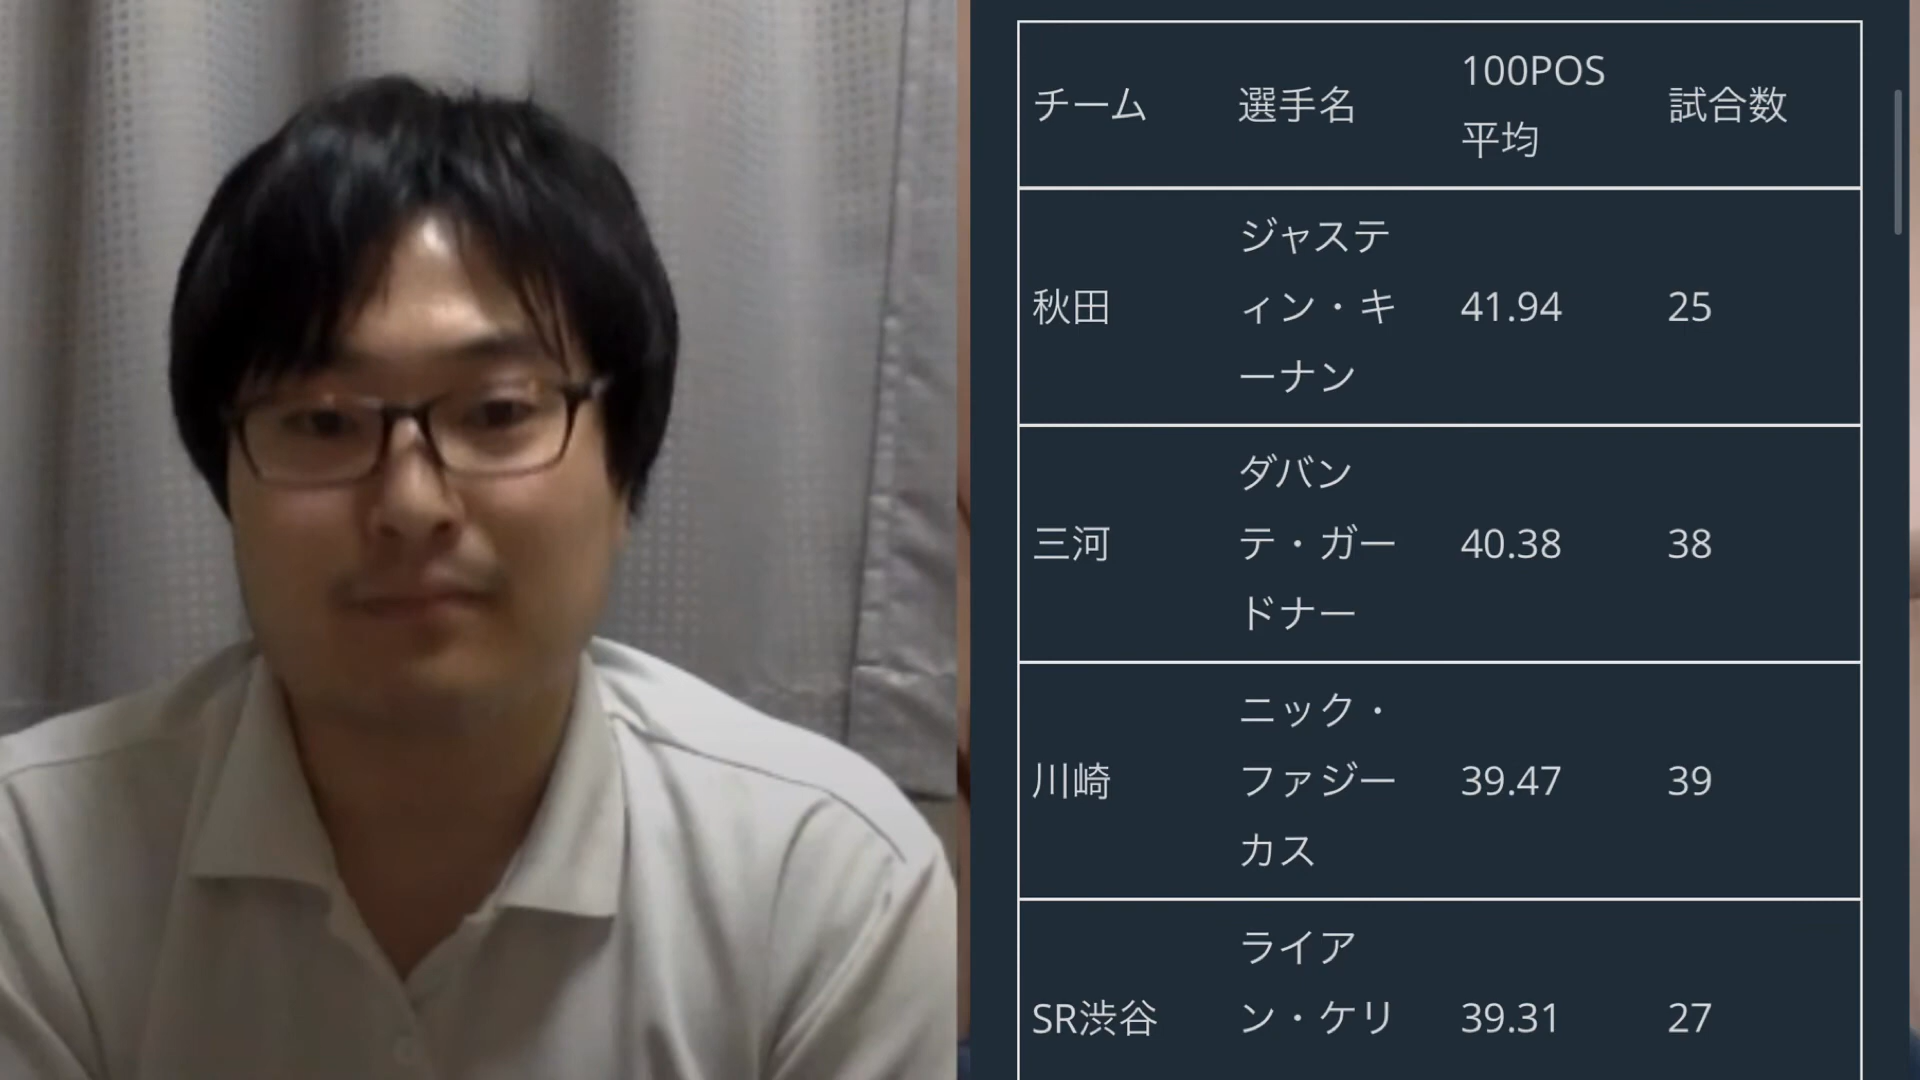 チーム
選手名
100POS
平均
試合数
秋田
ジャステ
ィン・キ
ーナン
41.94
25
三河
ダバン
テ・ガー
ドナー
40.38
38
川崎
ニック・
ファジー
カス
39.47
39
SR渋谷
ライア
ン・ケリ
39.31
27